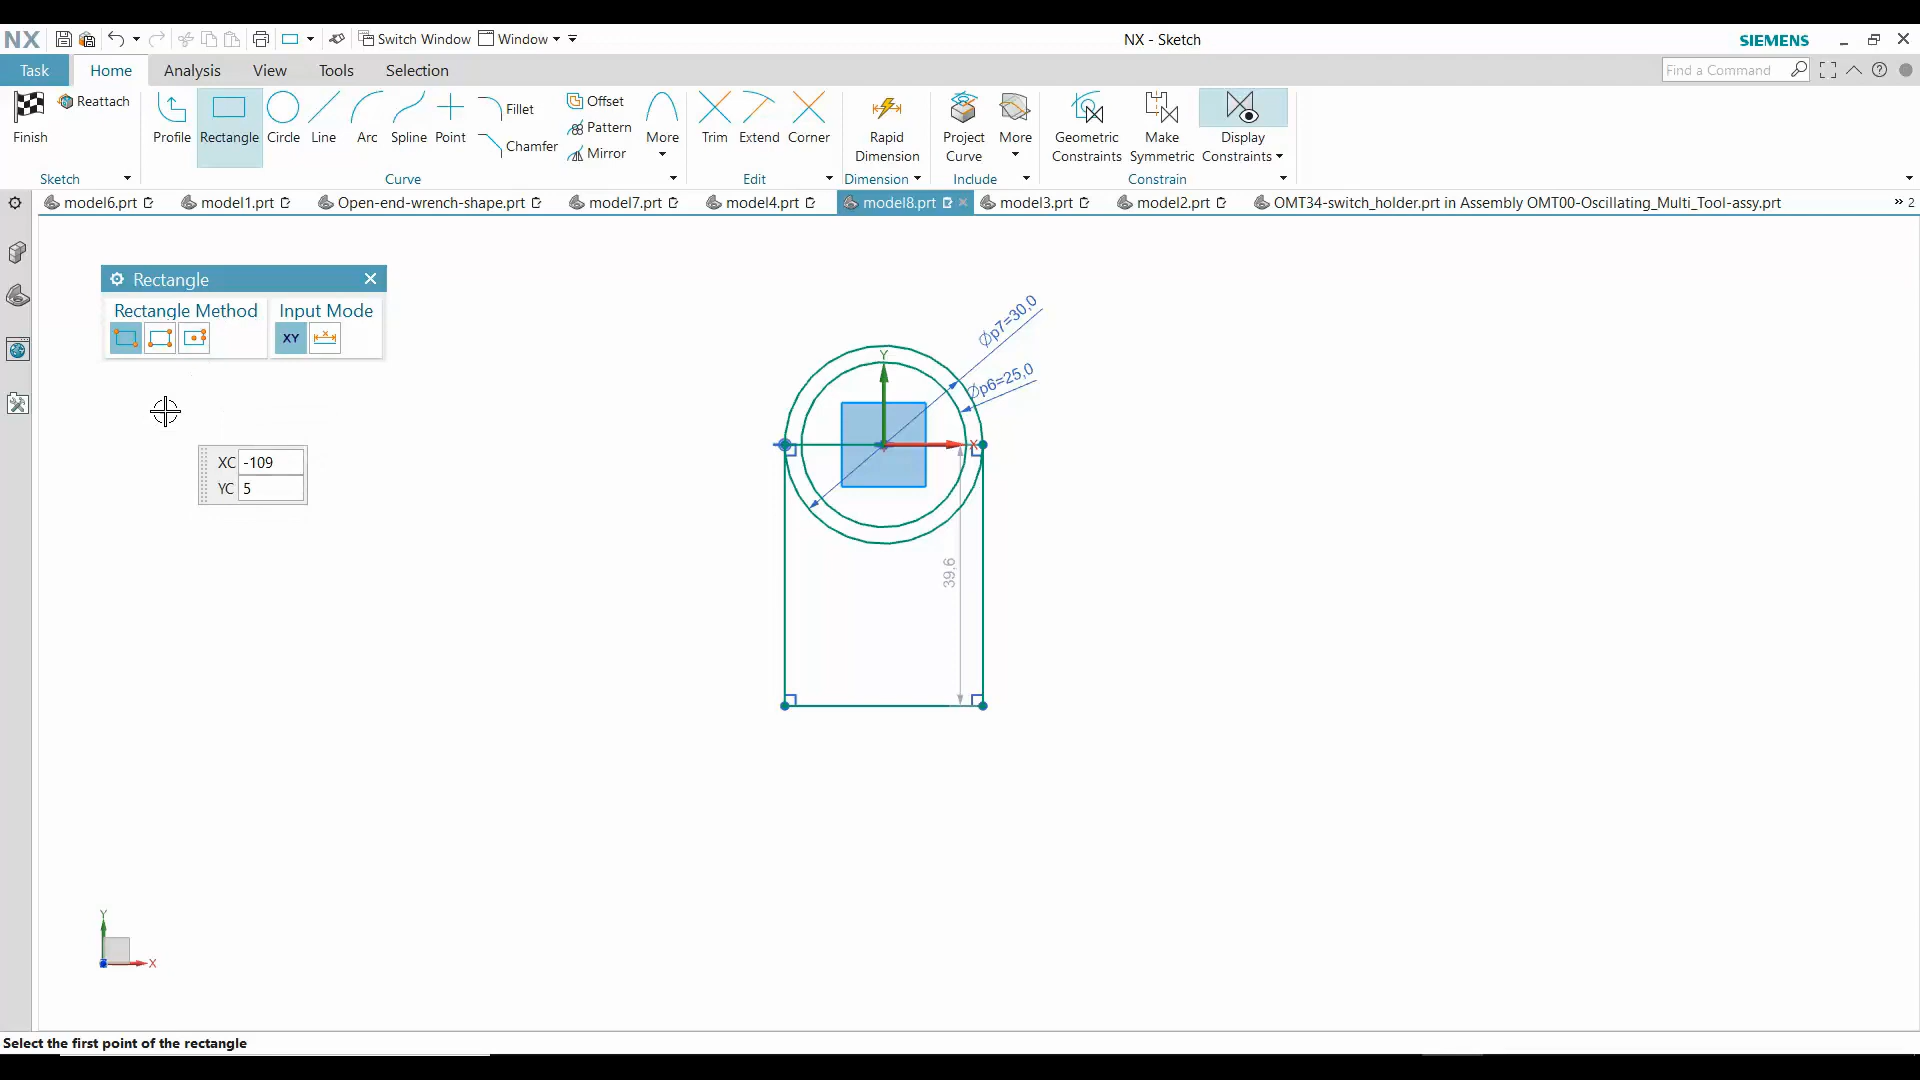 NX
Switch Window
Window
NX - Sketch
SIEMENS
Task
Home
Analysis
View
Tools
Selection
Find a Command
Finish
Reattach
Profile
Rectangle
Circle
Line
Arc
Spline
Point
Fillet
Chamfer
Offset
Pattern
Mirror
More
Trim
Extend
Corner
Rapid
Dimension
Project
Curve
More
Geometric
Constraints
Make
Symmetric
Display
Constraints
Sketch
Curve
Edit
Dimension
Include
Constrain
model6.prt
model1.prt
Open-end-wrench-shape.prt
model7.prt
model4.prt
model8.prt
model3.prt
model2.prt
OMT34-switch_holder.prt in Assembly OMT00-Oscillating_Multi_Tool-assy.prt
» 2
Rectangle
Rectangle Method
Input Mode
XY
XC -109
YC 5
Øp7=30,0
Øp6=25,0
Y
X
39,6
Y
X
Select the first point of the rectangle